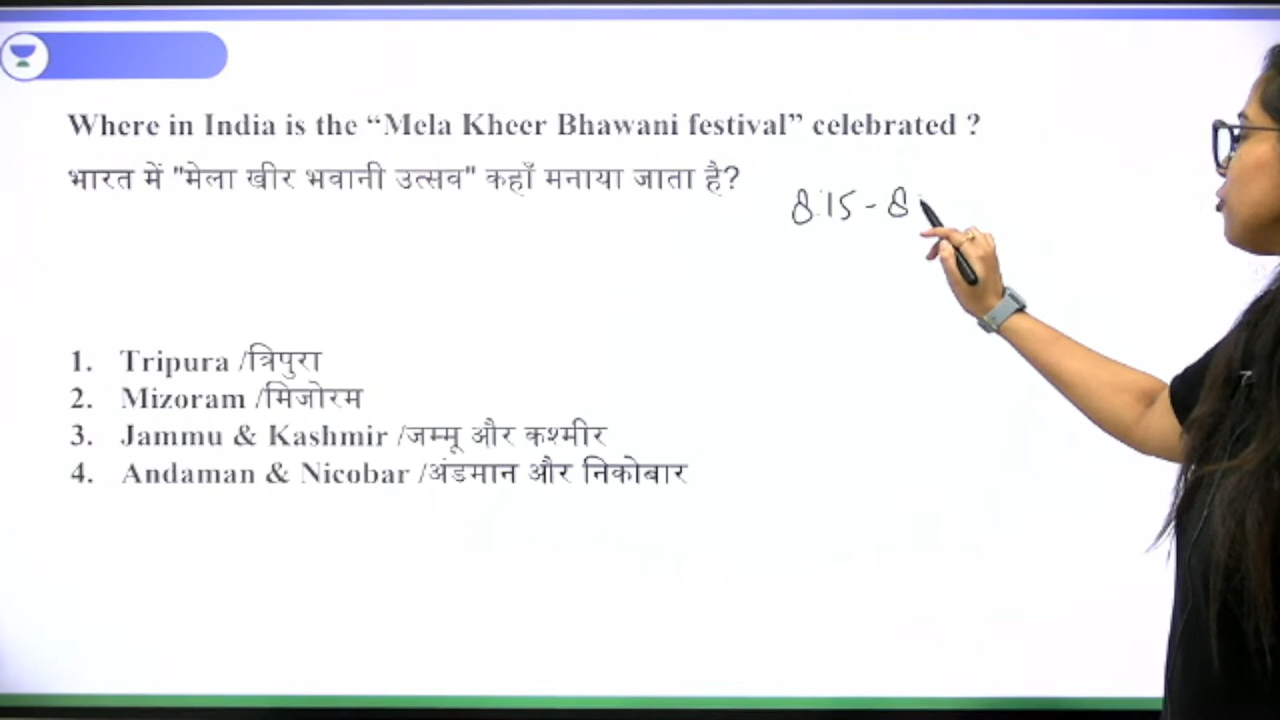 Where in India is the “Mela Kheer Bhawani festival” celebrated ?
भारत में "मेला खीर भवानी उत्सव" कहाँ मनाया जाता है?
8:15 - 8
1. Tripura /त्रिपुरा
2. Mizoram /मिजोरम
3. Jammu & Kashmir /जम्मू और कश्मीर
4. Andaman & Nicobar /अंडमान और निकोबार